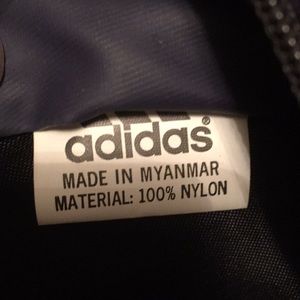 adidas®
MADE IN MYANMAR
MATERIAL: 100% NYLON